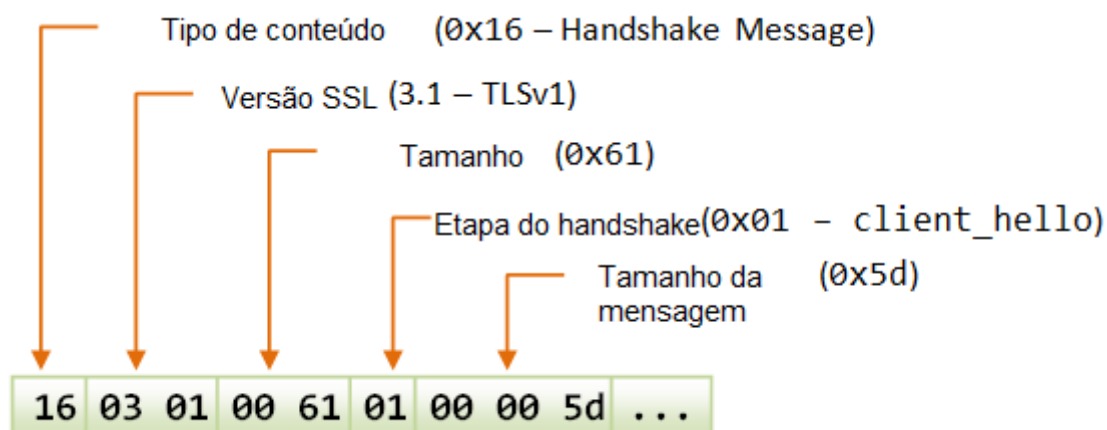 Tipo de conteúdo (0x16 – Handshake Message)
Versão SSL (3.1 – TLSv1)
Tamanho (0x61)
Etapa do handshake(0x01 – client_hello)
Tamanho da mensagem (0x5d)
16 03 01 00 61 01 00 00 5d ...